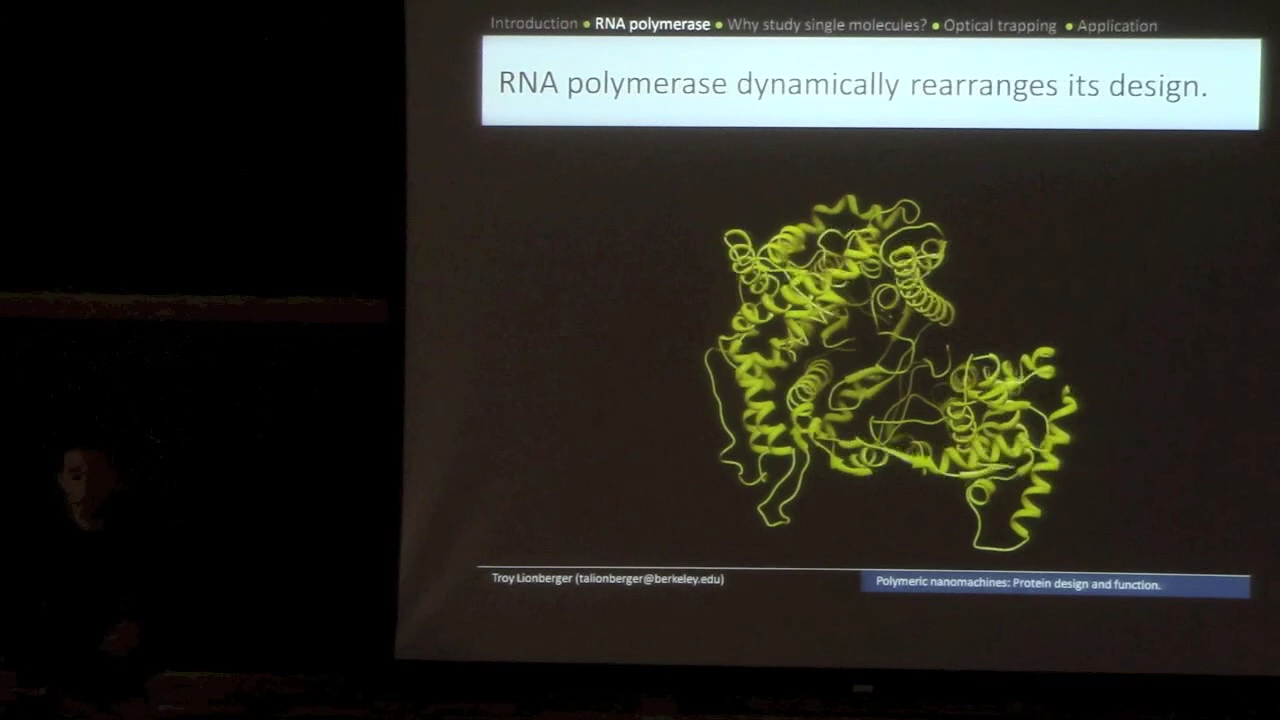 Introduction • RNA polymerase • Why study single molecules? • Optical trapping • Application
RNA polymerase dynamically rearranges its design.
Troy Lionberger (talionberger@berkeley.edu)
Polymeric nanomachines: Protein design and function.